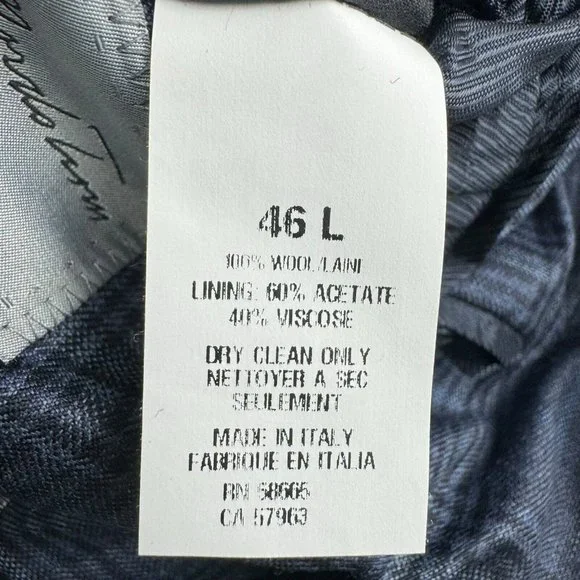 46 L
100% WOOL/LAINI
LINING: 60% ACETATE
40% VISCOSE
DRY CLEAN ONLY
NETTOYER A SEC
SEULEMENT
MADE IN ITALY
FABRIQUE EN ITALIA
RN 58665
CA 57963